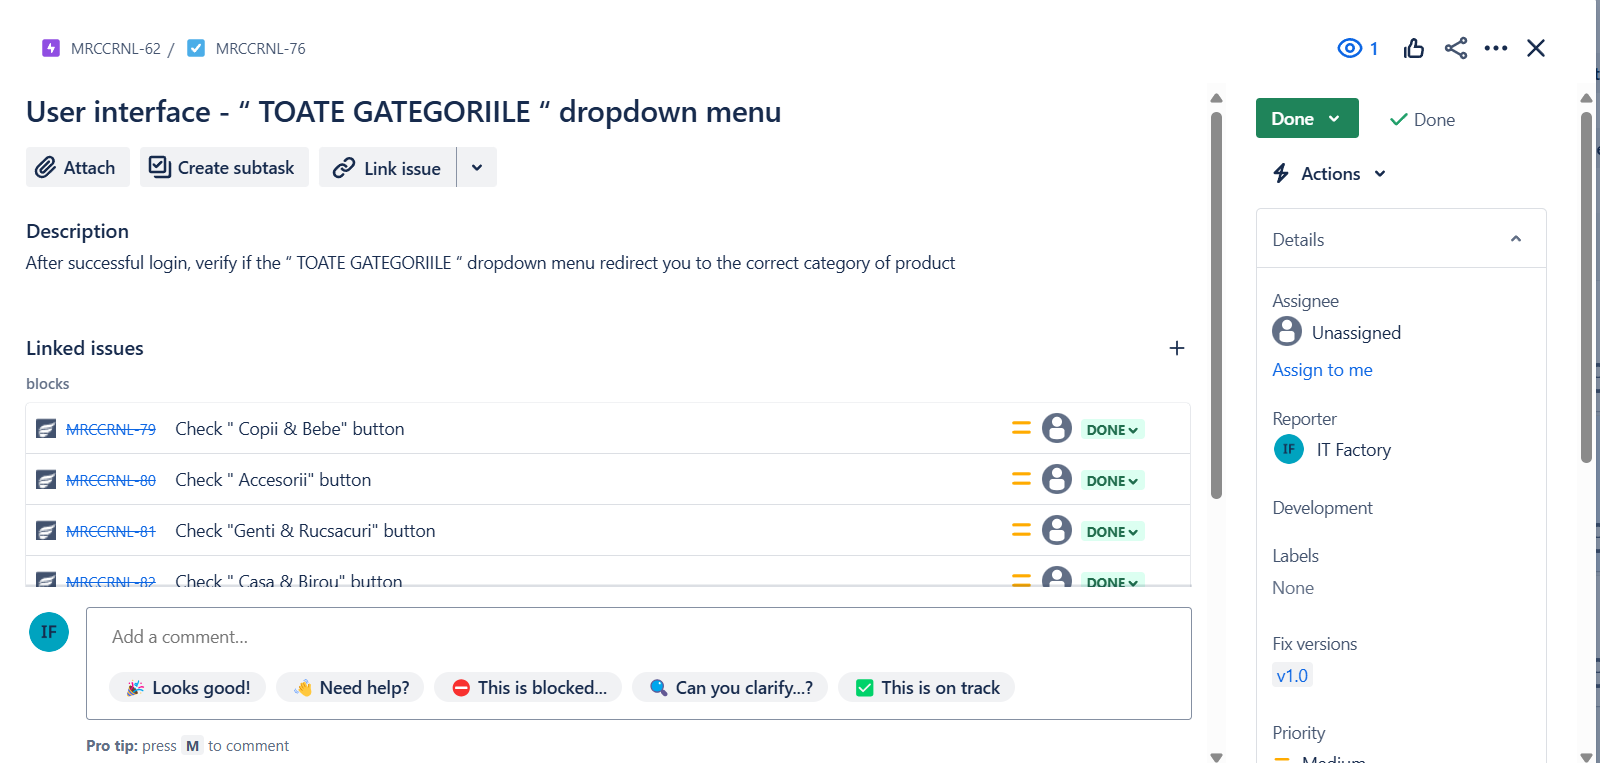 MRCCRNL-62 / MRCCRNL-76
1
User interface - “ TOATE GATEGORIILE “ dropdown menu
Attach Create subtask Link issue
Description
After successful login, verify if the “ TOATE GATEGORIILE “ dropdown menu redirect you to the correct category of product
Linked issues
blocks
MRCCRNL-79 Check " Copii & Bebe" button DONE
MRCCRNL-80 Check " Accesorii" button DONE
MRCCRNL-81 Check "Genti & Rucsacuri" button DONE
MRCCRNL-82 Check " Casa & Birou" button DONE
IF
Add a comment...
Looks good! Need help? This is blocked... Can you clarify...? This is on track
Pro tip: press M to comment
Done Done
Actions
Details
Assignee
Unassigned
Assign to me
Reporter
IF IT Factory
Development
Labels
None
Fix versions
v1.0
Priority
Medium